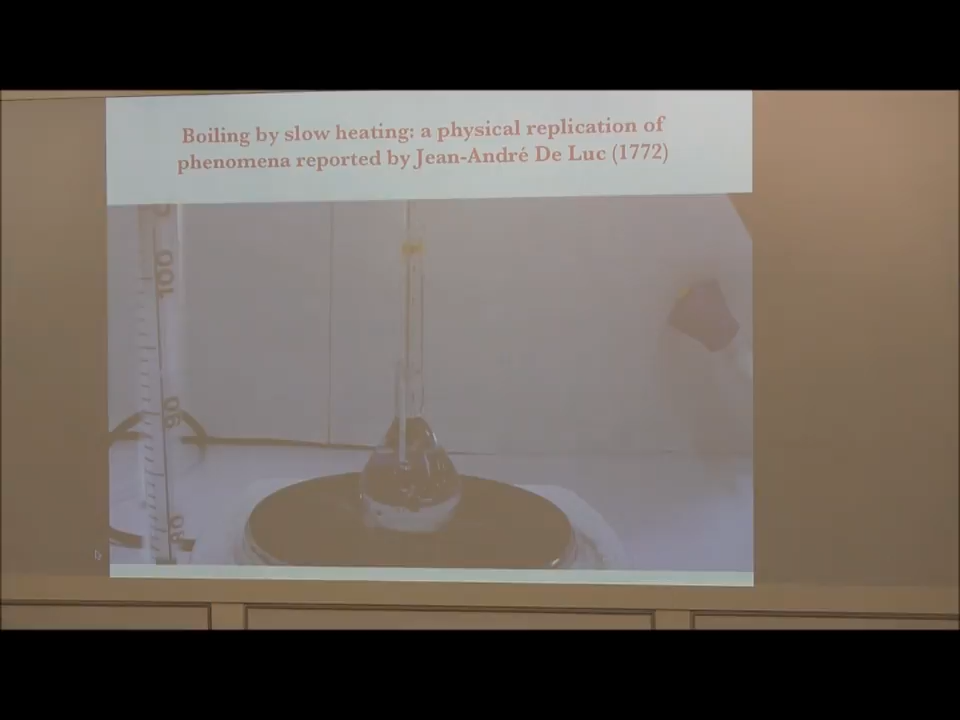 Boiling by slow heating: a physical replication of
phenomena reported by Jean-André De Luc (1772)
100
90
80